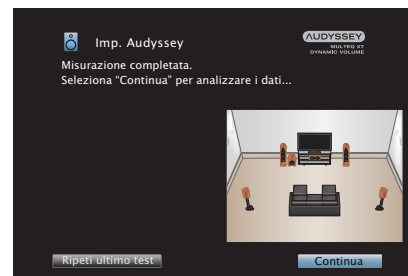 Imp. Audyssey
AUDYSSEY
MULTEQ XT
DYNAMIC VOLUME
Misurazione completata.
Seleziona “Continua” per analizzare i dati...
Ripeti ultimo test
Continua